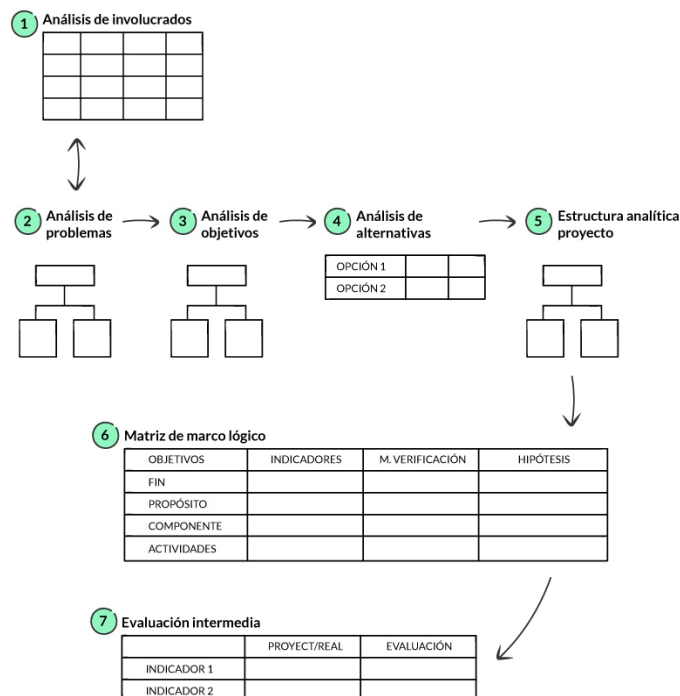 1 Análisis de involucrados
2 Análisis de
problemas
3 Análisis de
objetivos
4 Análisis de
alternativas
OPCIÓN 1
OPCIÓN 2
5 Estructura analítica
proyecto
6 Matriz de marco lógico
OBJETIVOS INDICADORES M. VERIFICACIÓN HIPÓTESIS
FIN
PROPÓSITO
COMPONENTE
ACTIVIDADES
7 Evaluación intermedia
PROYECT/REAL EVALUACIÓN
INDICADOR 1
INDICADOR 2